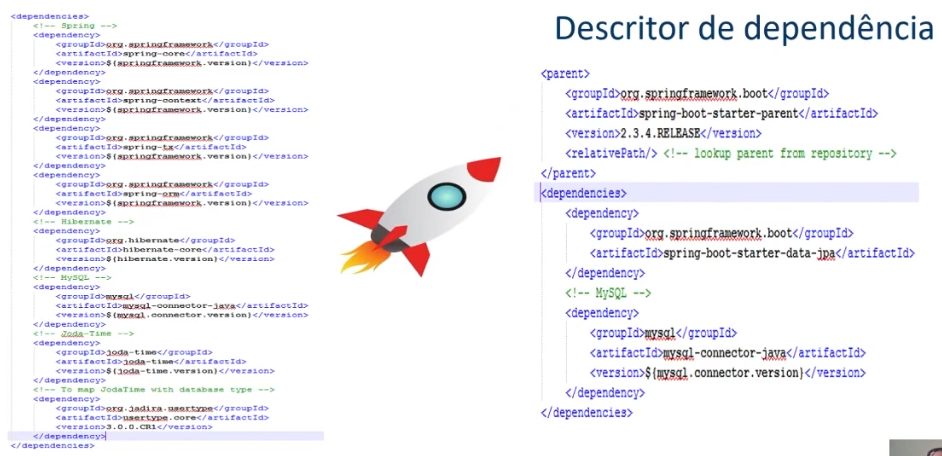 <dependencies>
<!-- Spring -->
<dependency>
<groupId>org.springframework</groupId>
<artifactId>spring-core</artifactId>
<version>${springframework.version}</version>
</dependency>
<dependency>
<groupId>org.springframework</groupId>
<artifactId>spring-context</artifactId>
<version>${springframework.version}</version>
</dependency>
<dependency>
<groupId>org.springframework</groupId>
<artifactId>spring-tx</artifactId>
<version>${springframework.version}</version>
</dependency>
<dependency>
<groupId>org.springframework</groupId>
<artifactId>spring-orm</artifactId>
<version>${springframework.version}</version>
</dependency>
<!-- Hibernate -->
<dependency>
<groupId>org.hibernate</groupId>
<artifactId>hibernate-core</artifactId>
<version>${hibernate.version}</version>
</dependency>
<!-- MySQL -->
<dependency>
<groupId>mysql</groupId>
<artifactId>mysql-connector-java</artifactId>
<version>${mysql.connector.version}</version>
</dependency>
<!-- Joda-Time -->
<dependency>
<groupId>joda-time</groupId>
<artifactId>joda-time</artifactId>
<version>${joda-time.version}</version>
</dependency>
<!-- To map JodaTime with database type -->
<dependency>
<groupId>org.jadira.usertype</groupId>
<artifactId>usertype.core</artifactId>
<version>3.0.0.CR1</version>
</dependency>
</dependencies>
Descritor de dependência
<parent>
<groupId>org.springframework.boot</groupId>
<artifactId>spring-boot-starter-parent</artifactId>
<version>2.3.4.RELEASE</version>
<relativePath/> <!-- lookup parent from repository -->
</parent>
<dependencies>
<dependency>
<groupId>org.springframework.boot</groupId>
<artifactId>spring-boot-starter-data-jpa</artifactId>
</dependency>
<!-- MySQL -->
<dependency>
<groupId>mysql</groupId>
<artifactId>mysql-connector-java</artifactId>
<version>${mysql.connector.version}</version>
</dependency>
</dependencies>